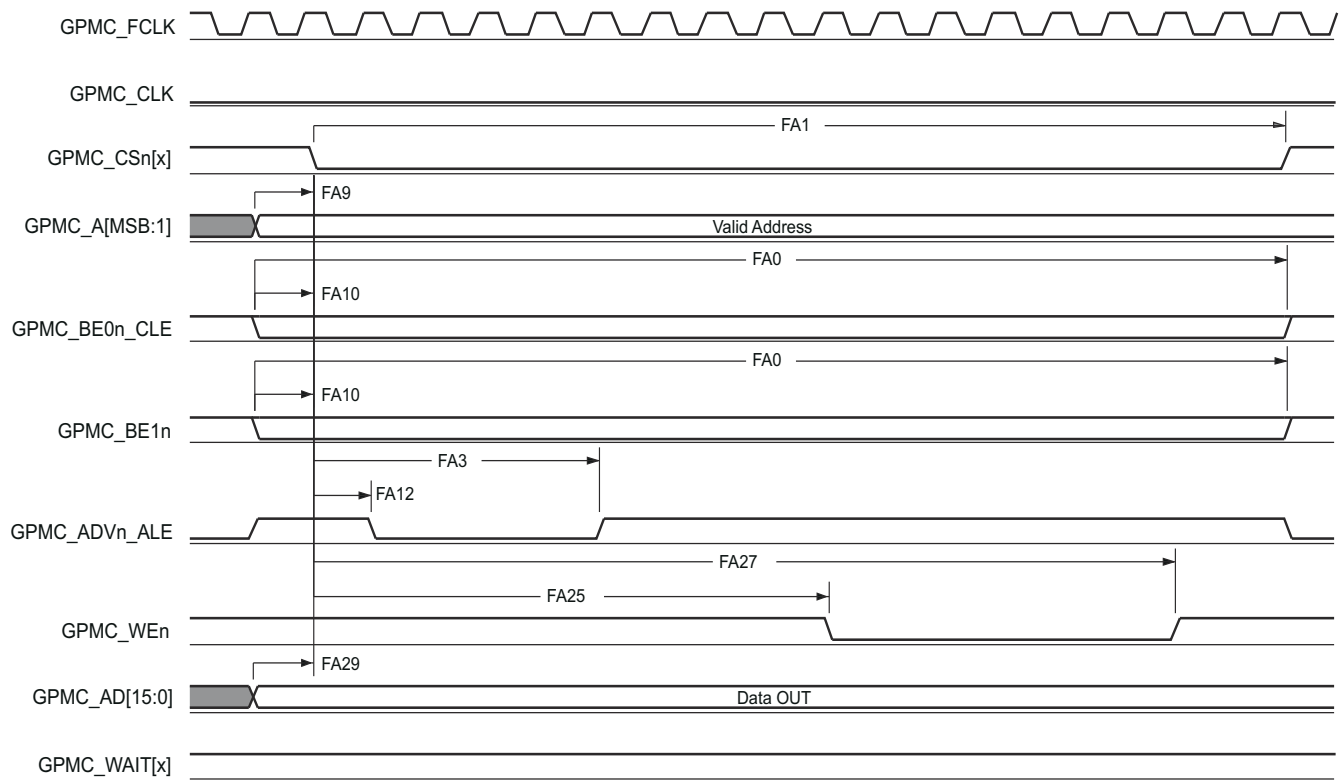 GPMC_FCLK
GPMC_CLK
FA1
GPMC_CSn[x]
FA9
GPMC_A[MSB:1]
Valid Address
FA0
FA10
GPMC_BE0n_CLE
FA0
FA10
GPMC_BE1n
FA3
FA12
GPMC_ADVn_ALE
FA27
FA25
GPMC_WEn
FA29
GPMC_AD[15:0]
Data OUT
GPMC_WAIT[x]